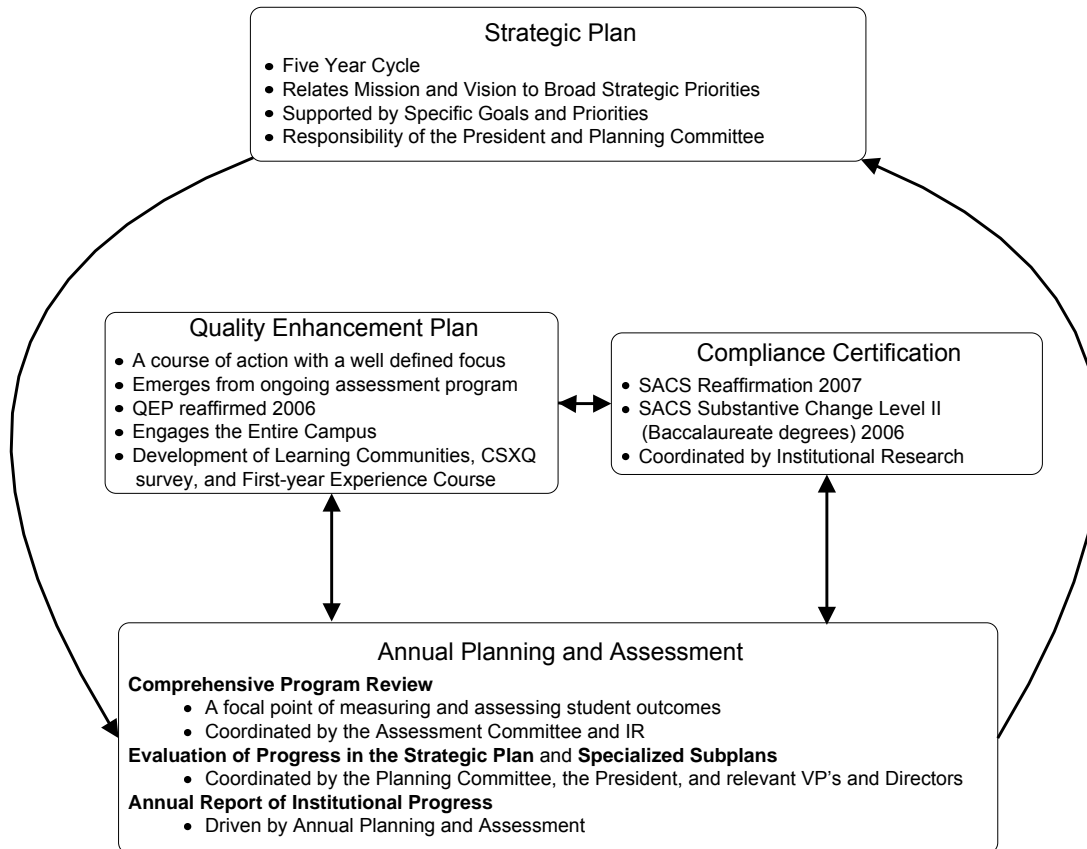 Strategic Plan
• Five Year Cycle
• Relates Mission and Vision to Broad Strategic Priorities
• Supported by Specific Goals and Priorities
• Responsibility of the President and Planning Committee
Quality Enhancement Plan
• A course of action with a well defined focus
• Emerges from ongoing assessment program
• QEP reaffirmed 2006
• Engages the Entire Campus
• Development of Learning Communities, CSXQ
survey, and First-year Experience Course
Compliance Certification
• SACS Reaffirmation 2007
• SACS Substantive Change Level II
(Baccalaureate degrees) 2006
• Coordinated by Institutional Research
Annual Planning and Assessment
Comprehensive Program Review
• A focal point of measuring and assessing student outcomes
• Coordinated by the Assessment Committee and IR
Evaluation of Progress in the Strategic Plan and Specialized Subplans
• Coordinated by the Planning Committee, the President, and relevant VP's and Directors
Annual Report of Institutional Progress
• Driven by Annual Planning and Assessment